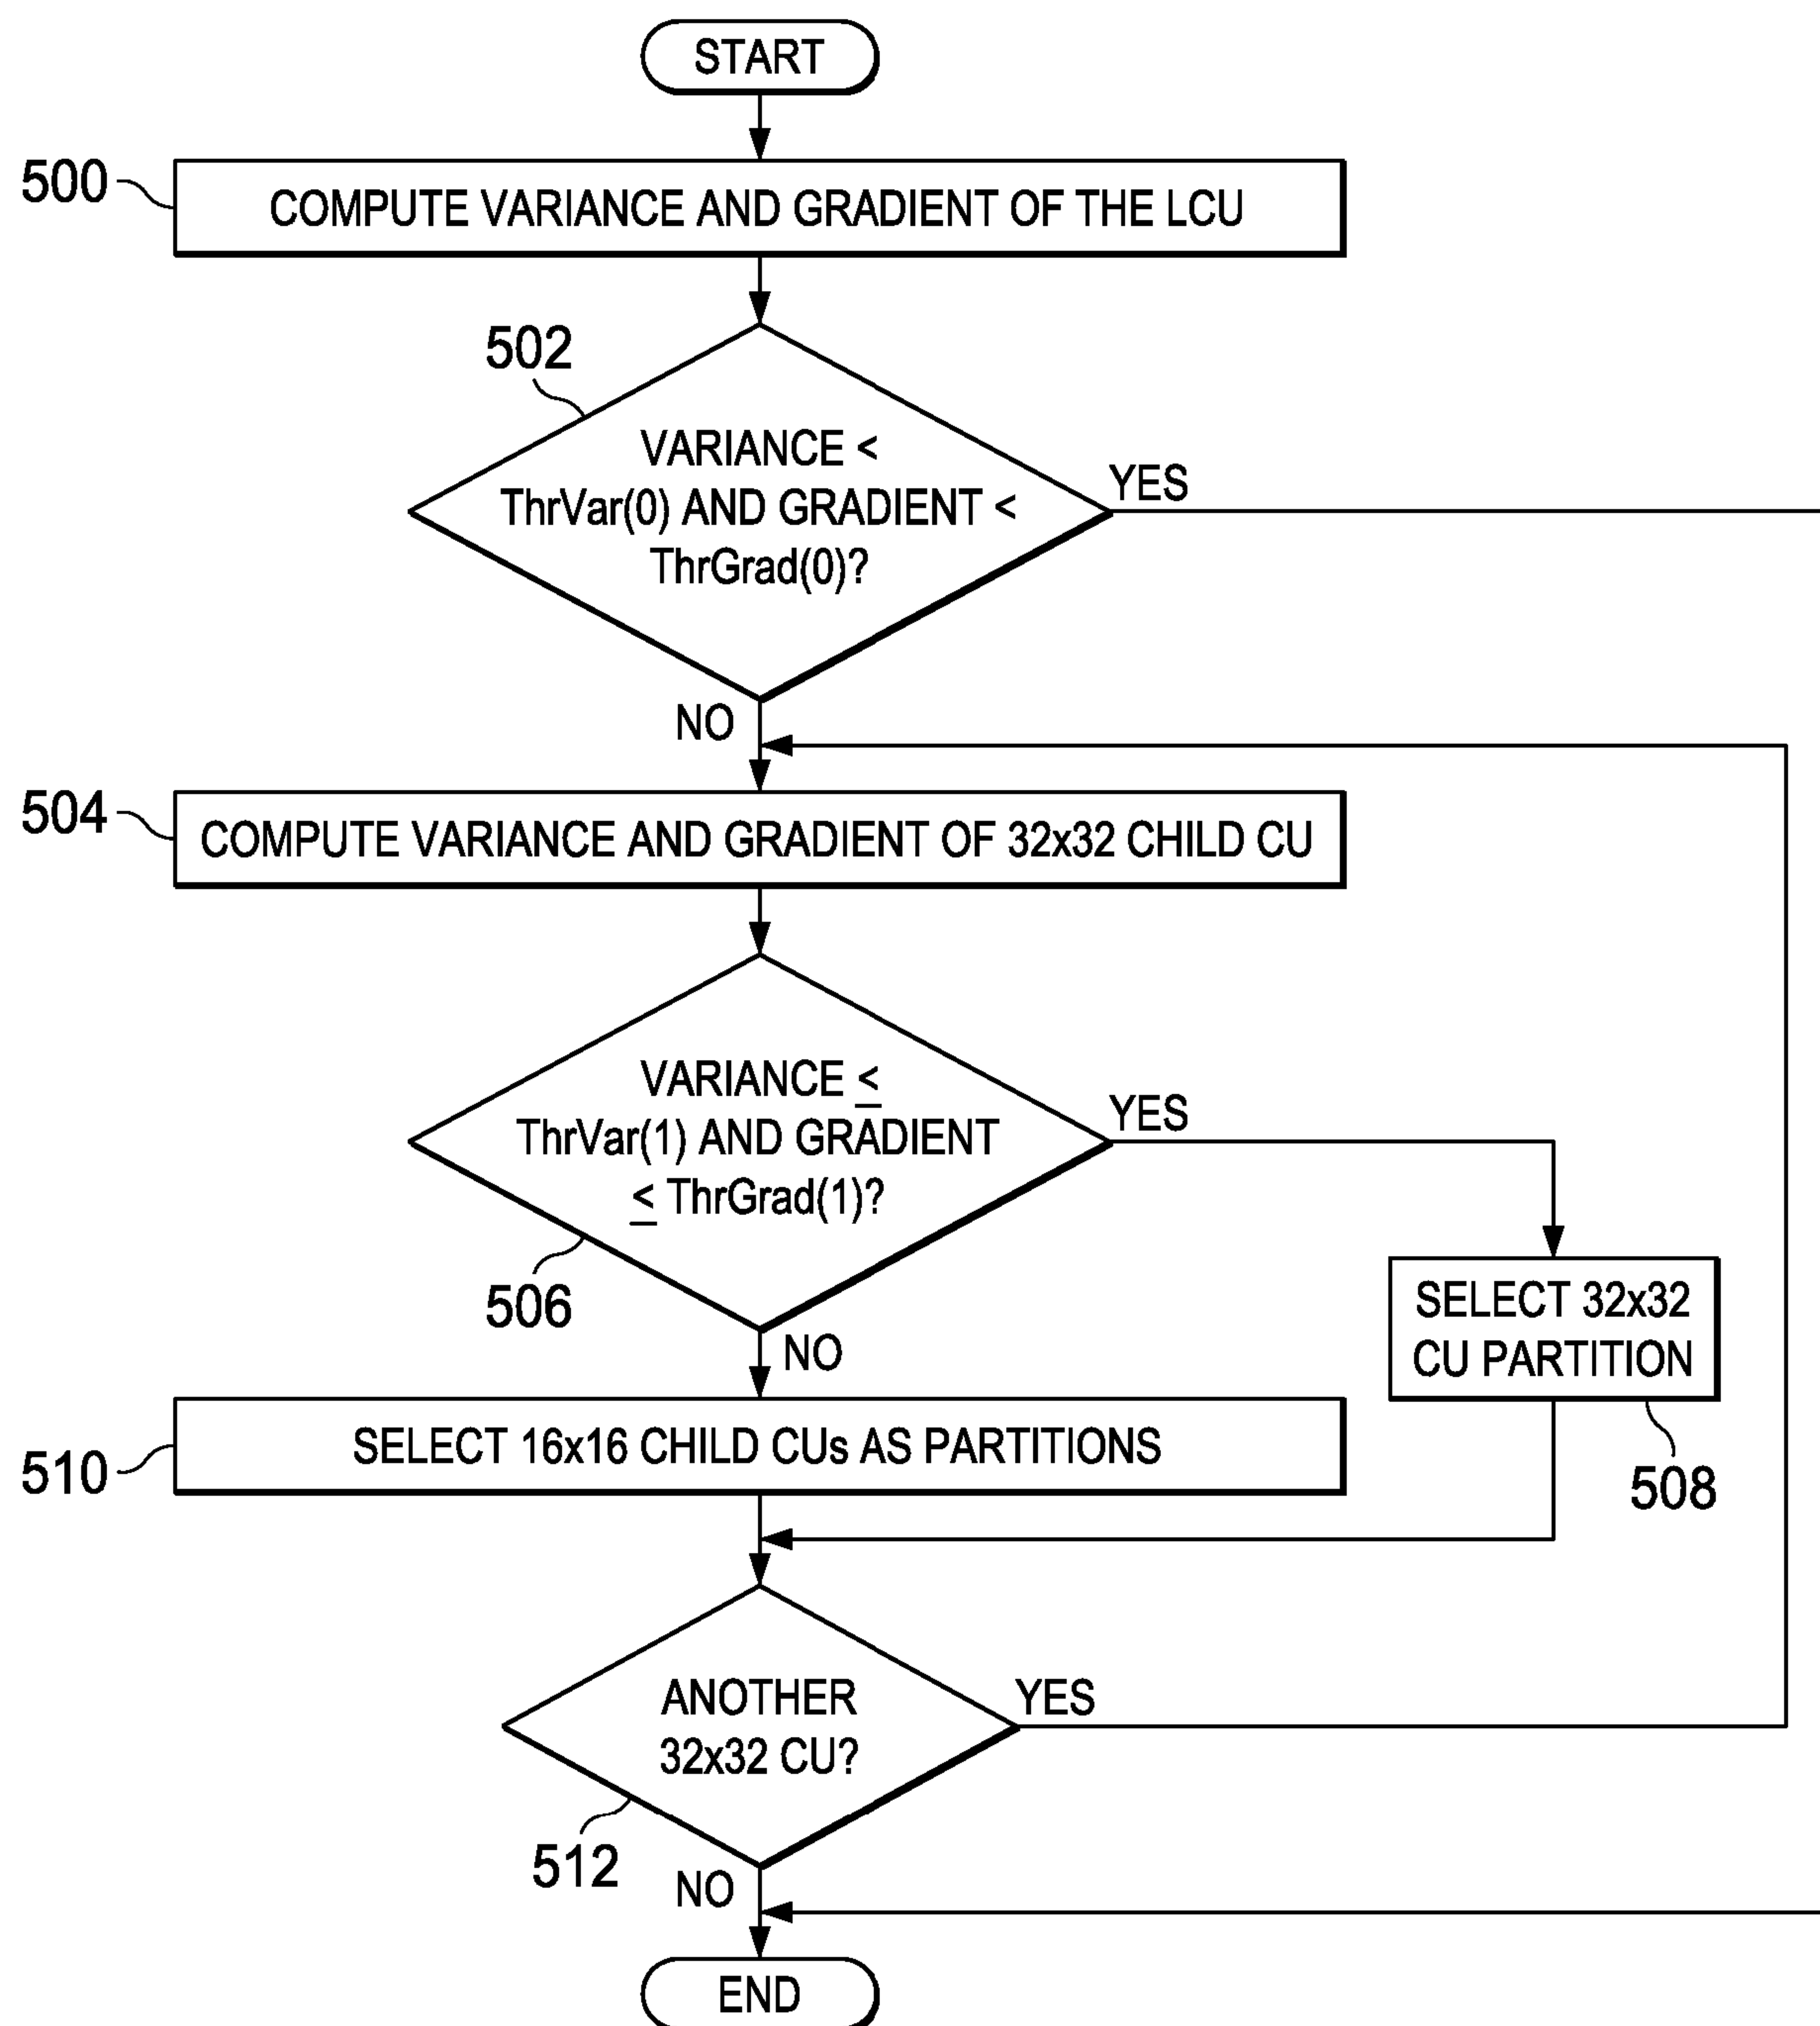 START
500
COMPUTE VARIANCE AND GRADIENT OF THE LCU
502
VARIANCE <
ThrVar(0) AND GRADIENT <
ThrGrad(0)?
YES
NO
504
COMPUTE VARIANCE AND GRADIENT OF 32x32 CHILD CU
VARIANCE ≤
ThrVar(1) AND GRADIENT
≤ ThrGrad(1)?
YES
506
NO
SELECT 32x32
CU PARTITION
508
510
SELECT 16x16 CHILD CUs AS PARTITIONS
ANOTHER
32x32 CU?
YES
512
NO
END